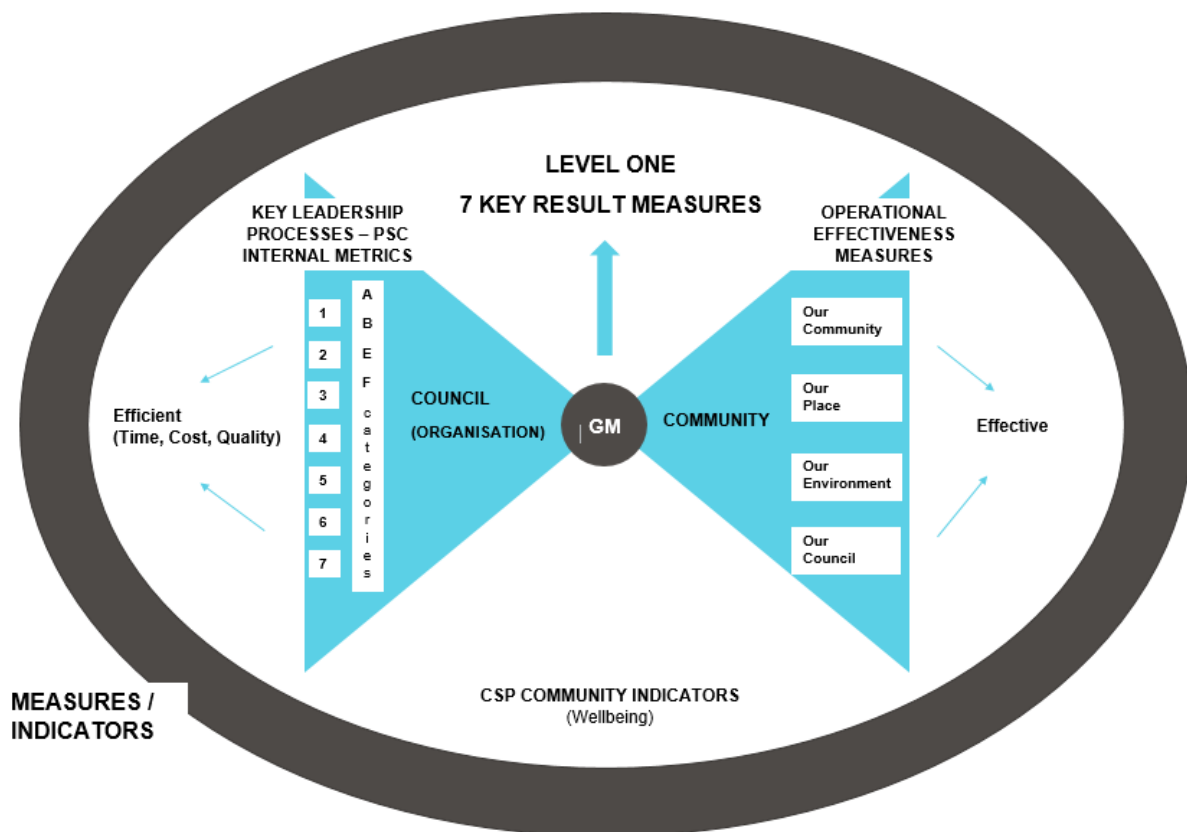 LEVEL ONE
7 KEY RESULT MEASURES
KEY LEADERSHIP
PROCESSES – PSC
INTERNAL METRICS
OPERATIONAL
EFFECTIVENESS
MEASURES
1
2
3
4
5
6
7
A
B
E
F
c
a
t
e
g
o
r
i
e
s
Efficient
(Time, Cost, Quality)
COUNCIL
(ORGANISATION)
GM
COMMUNITY
Our
Community
Our
Place
Our
Environment
Our
Council
Effective
CSP COMMUNITY INDICATORS
(Wellbeing)
MEASURES /
INDICATORS